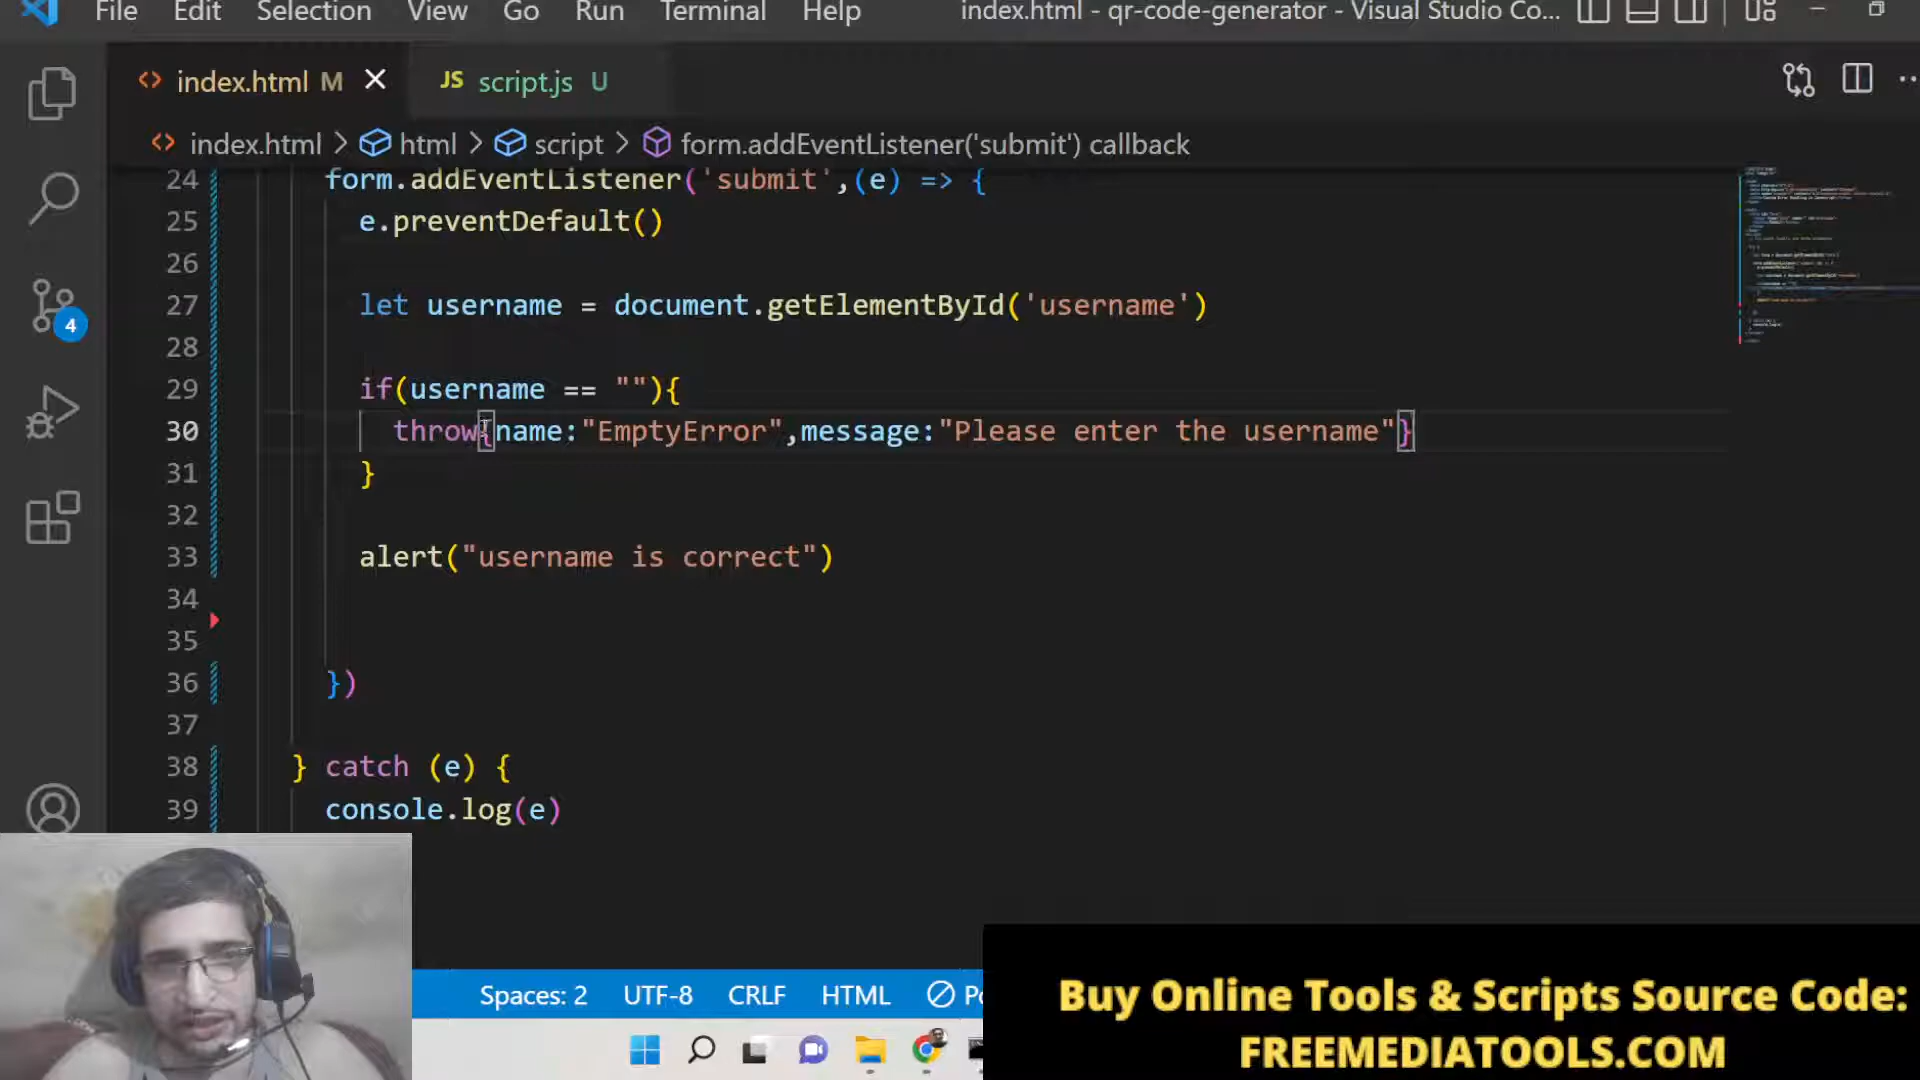 File Edit Selection View Go Run Terminal Help index.html - qr-code-generator - Visual Studio Co...
index.html M JS script.js U
index.html > html > script > form.addEventListener('submit') callback
24 form.addEventListener('submit',(e) => {
25 e.preventDefault()
26
27 let username = document.getElementById('username')
28
29 if(username == ""){
30 throw{name:"EmptyError",message:"Please enter the username"}
31 }
32
33 alert("username is correct")
34
35
36 })
37
38 } catch (e) {
39 console.log(e)
4
Spaces: 2 UTF-8 CRLF HTML
Buy Online Tools & Scripts Source Code:
FREEMEDIATOOLS.COM